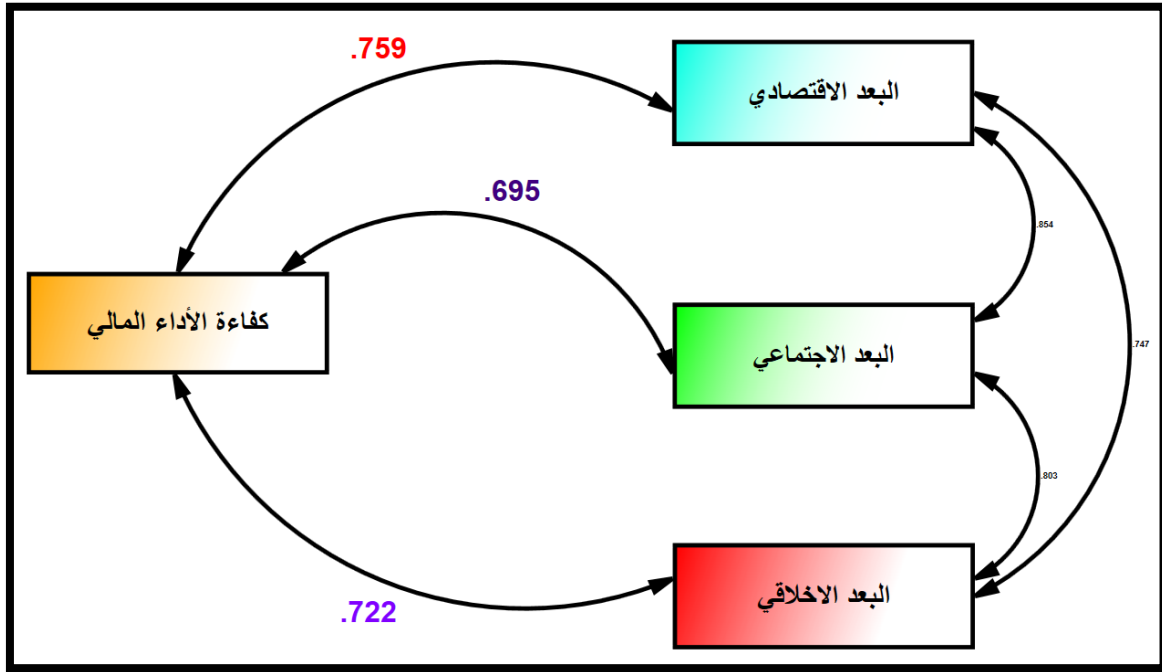 .759
البعد الاقتصادي
.695
.854
كفاءة الأداء المالي
البعد الاجتماعي
.747
.803
البعد الاخلاقي
.722